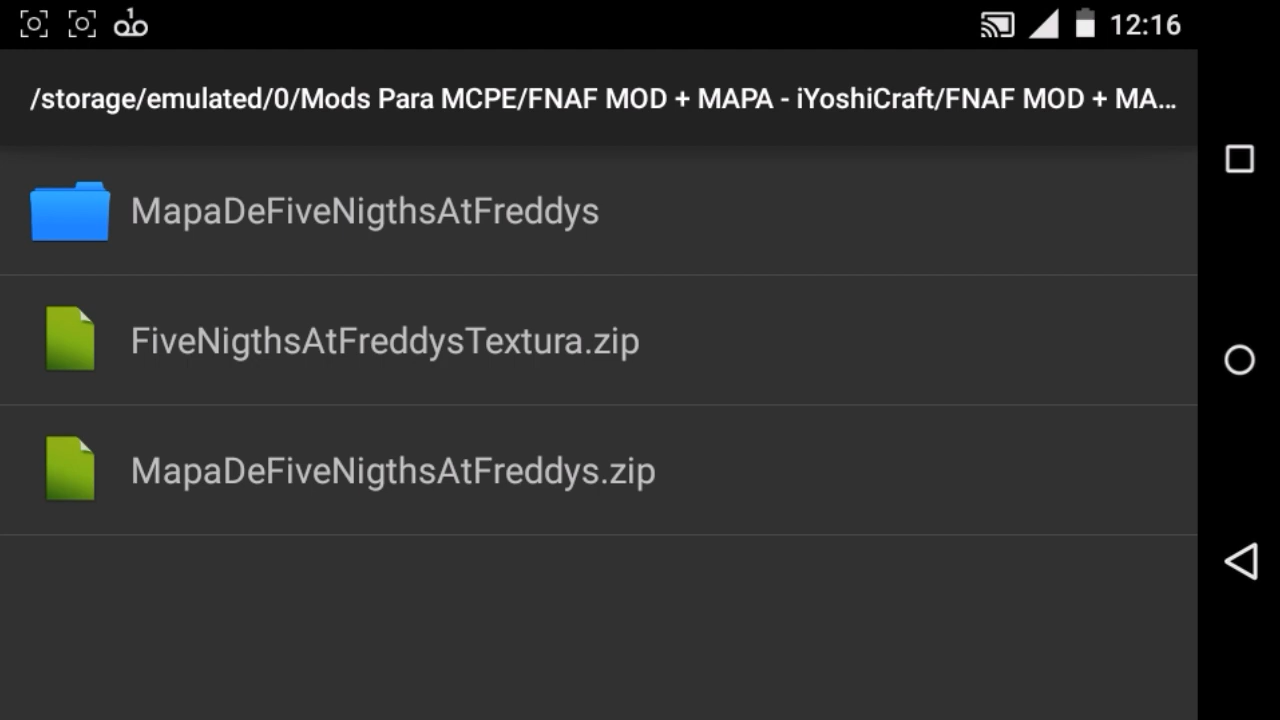 12:16
/storage/emulated/0/Mods Para MCPE/FNAF MOD + MAPA - iYoshiCraft/FNAF MOD + MA...
MapaDeFiveNigthsAtFreddys
FiveNigthsAtFreddysTextura.zip
MapaDeFiveNigthsAtFreddys.zip